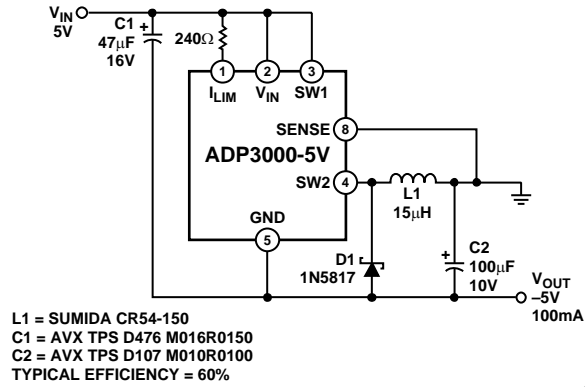 VIN
5V
C1
47μF
16V
+
240Ω
1
2
3
ILIM
VIN
SW1
SENSE
8
ADP3000-5V
SW2
4
L1
15μH
GND
5
D1
1N5817
+
C2
100μF
10V
VOUT
–5V
100mA
L1 = SUMIDA CR54-150
C1 = AVX TPS D476 M016R0150
C2 = AVX TPS D107 M010R0100
TYPICAL EFFICIENCY = 60%